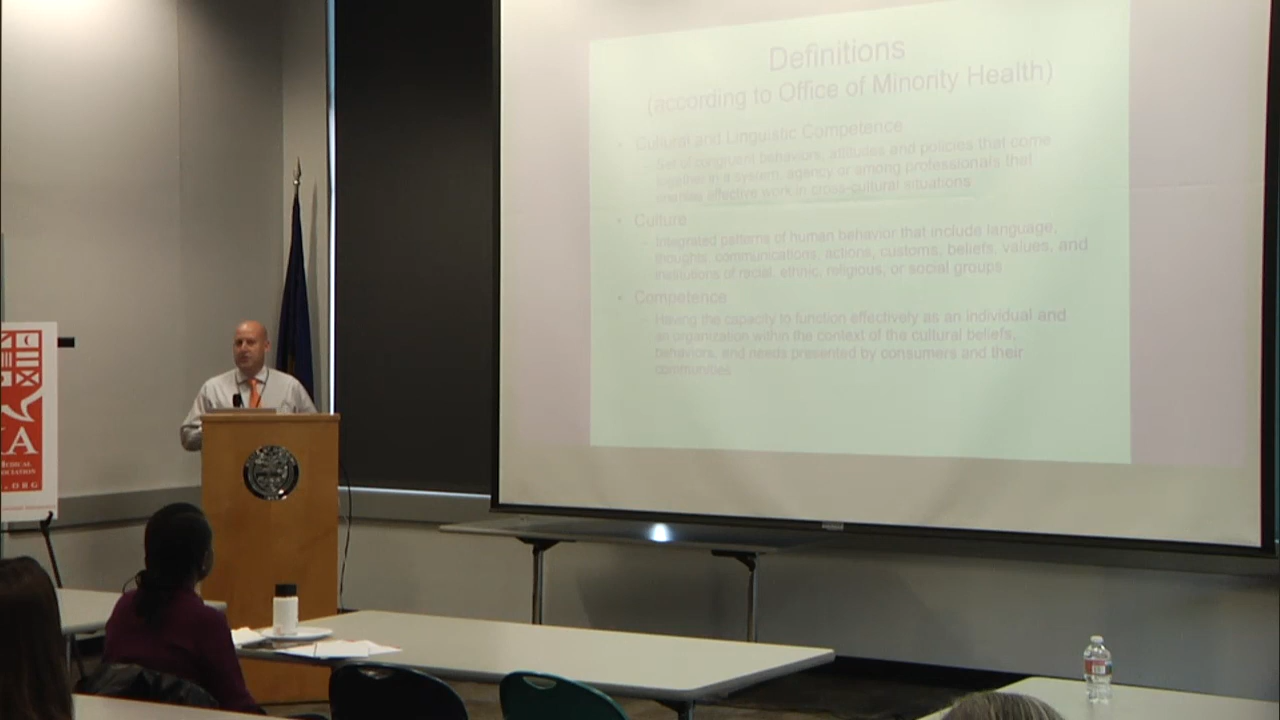 Definitions
(according to Office of Minority Health)
• Cultural and Linguistic Competence
Set of congruent behaviors, attitudes and policies that come
together in a system, agency or among professionals that
enables effective work in cross-cultural situations
• Culture
– Integrated patterns of human behavior that include language,
thoughts, communications, actions, customs, beliefs, values, and
institutions of racial, ethnic, religious, or social groups
• Competence
Having the capacity to function effectively as an individual and
an organization within the context of the cultural beliefs,
behaviors, and needs presented by consumers and their
communities
A
.ORG